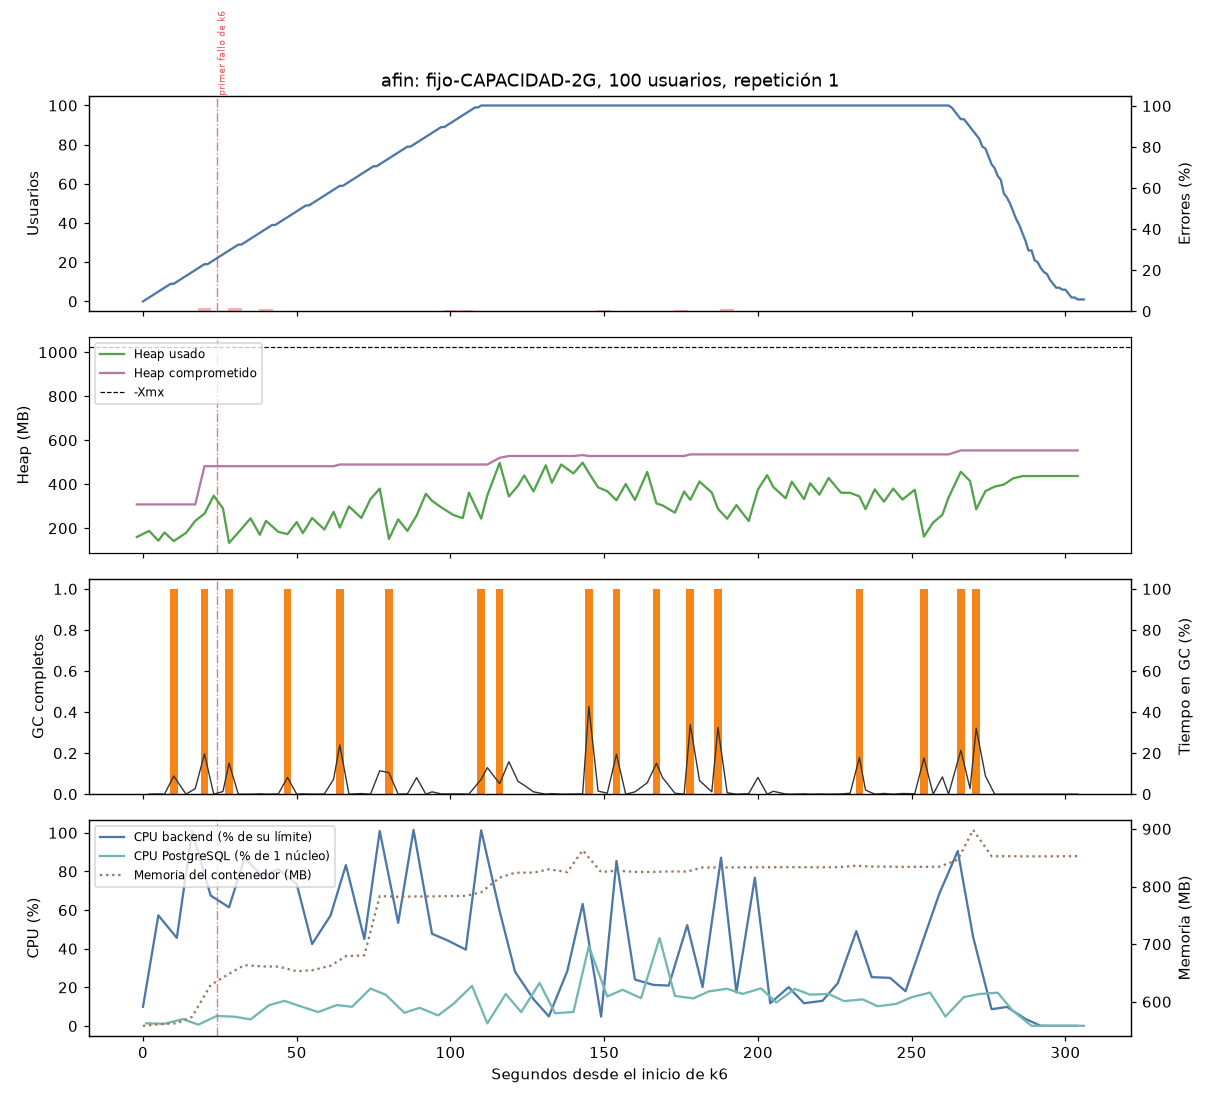 primer fallo de k6
afin: fijo-CAPACIDAD-2G, 100 usuarios, repetición 1
Usuarios
100
80
60
40
20
0
100
80
60
40
20
0
Errores (%)
Heap (MB)
1000
800
600
400
200
Heap usado
Heap comprometido
-Xmx
GC completos
1.0
0.8
0.6
0.4
0.2
0.0
100
80
60
40
20
0
Tiempo en GC (%)
CPU (%)
100
80
60
40
20
0
CPU backend (% de su límite)
CPU PostgreSQL (% de 1 núcleo)
Memoria del contenedor (MB)
900
800
700
600
Memoria (MB)
0 50 100 150 200 250 300
Segundos desde el inicio de k6